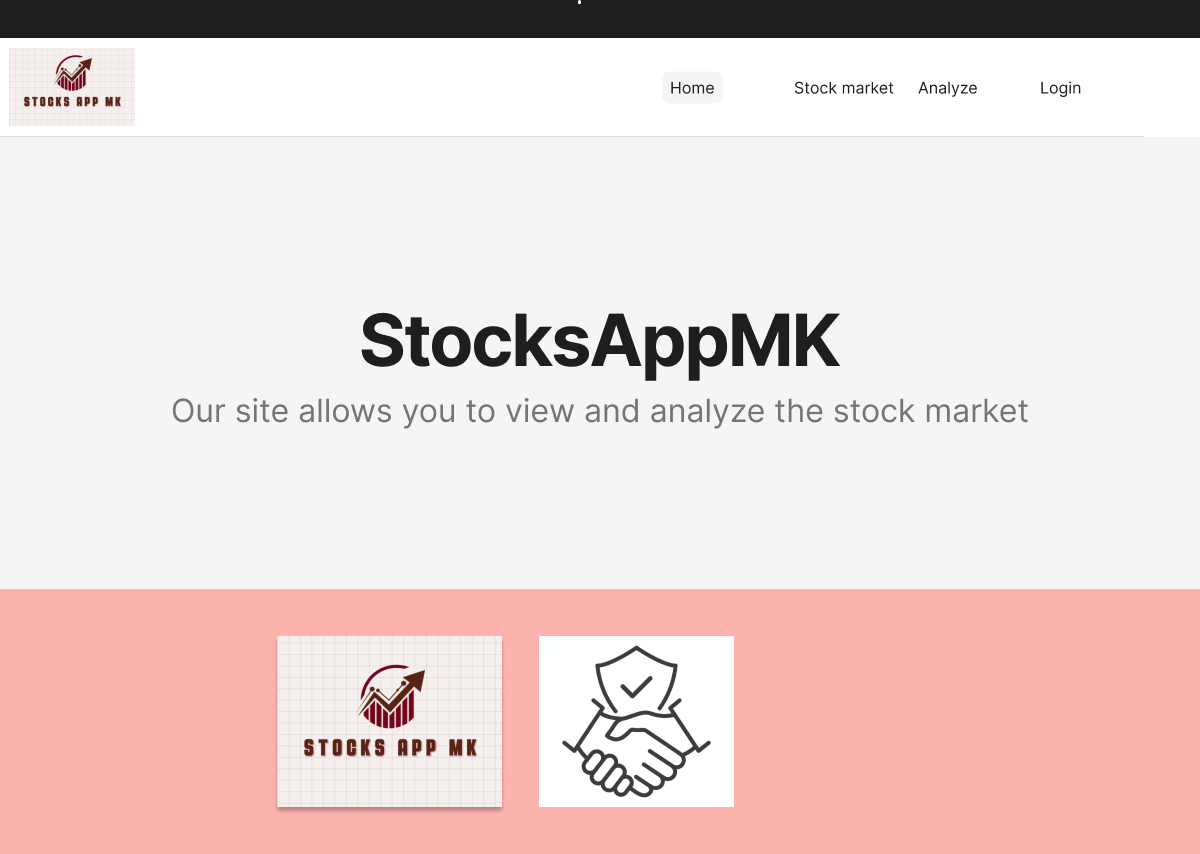 STOCKS APP MK
Home Stock market Analyze Login
StocksAppMK
Our site allows you to view and analyze the stock market
STOCKS APP MK